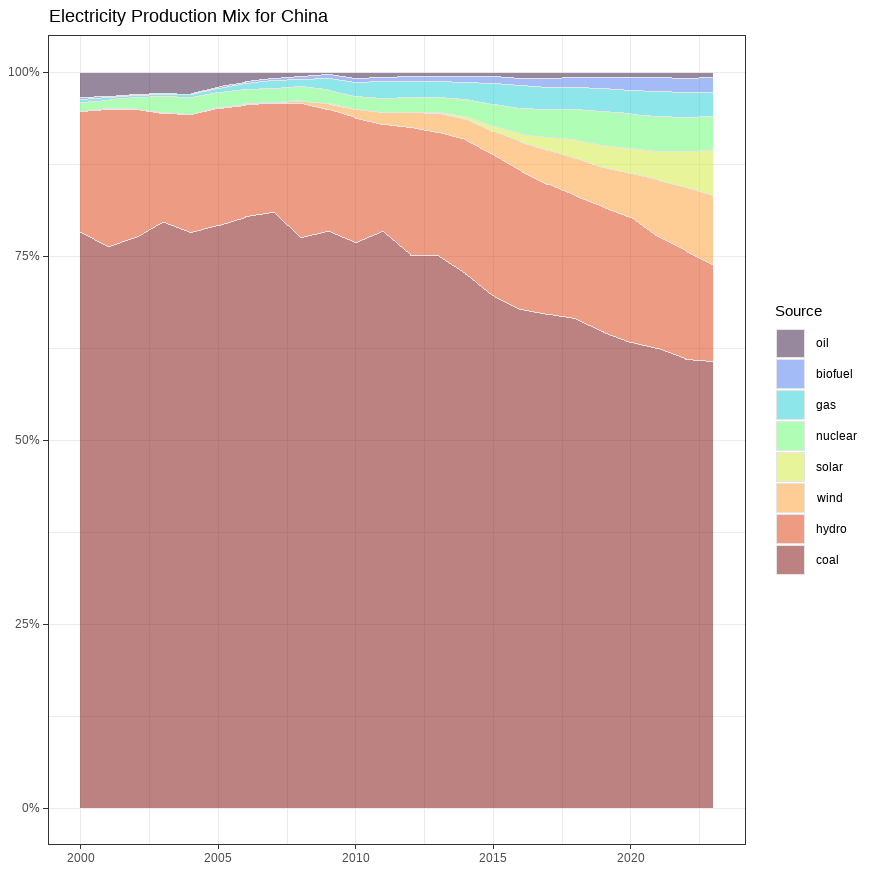 Electricity Production Mix for China
100%
75%
50%
25%
0%
2000
2005
2010
2015
2020
Source
oil
biofuel
gas
nuclear
solar
wind
hydro
coal